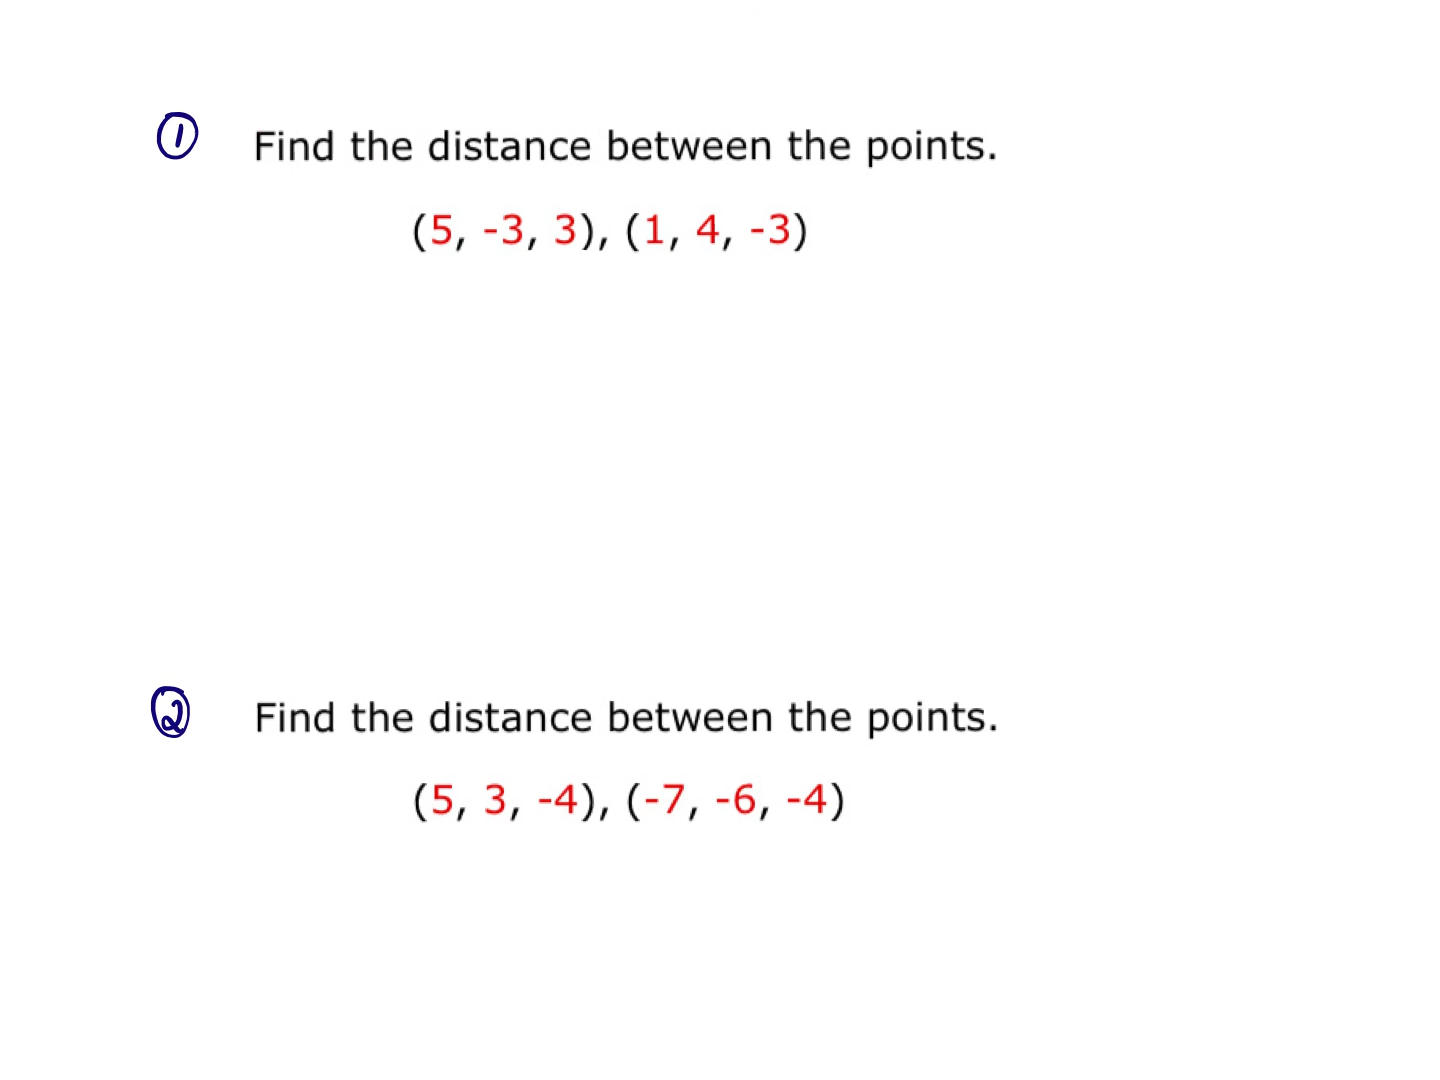 ① Find the distance between the points.
(5, -3, 3), (1, 4, -3)
② Find the distance between the points.
(5, 3, -4), (-7, -6, -4)